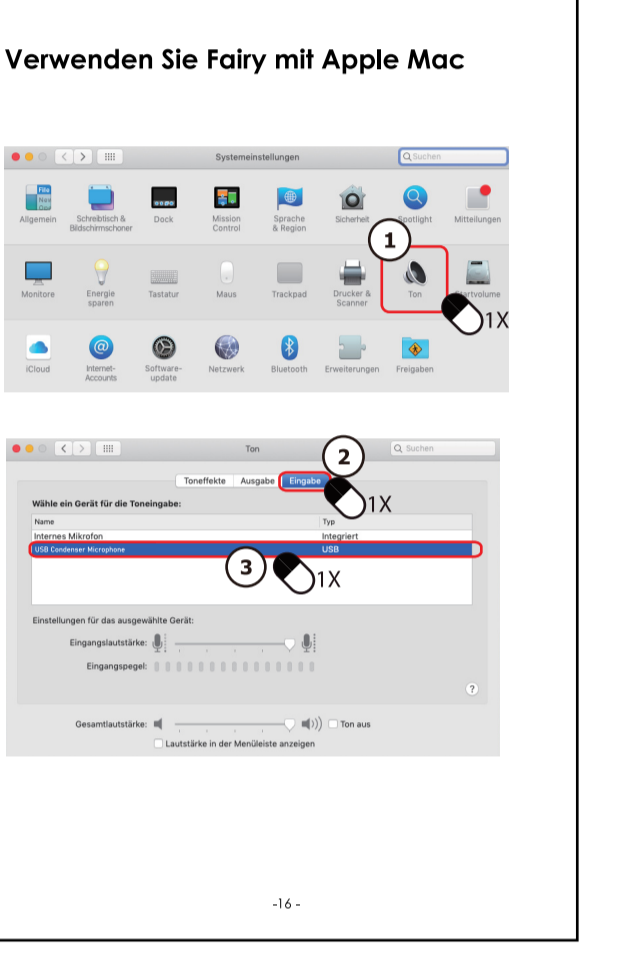 Verwenden Sie Fairy mit Apple Mac
Systemeinstellungen
Suchen
File
Nev
Dis
Allgemein
Schreibtisch &
Bildschirmschoner
Dock
Mission
Control
Sprache
& Region
Sicherheit
Spotlight
Mitteilungen
1
Monitore
Energie
sparen
Tastatur
Maus
Trackpad
Drucker &
Scanner
Ton
Startvolume
1X
iCloud
Internet-
Accounts
Software-
update
Netzwerk
Bluetooth
Erweiterungen
Freigaben
Ton
Suchen
2
Toneffekte Ausgabe Eingabe
1X
Wähle ein Gerät für die Toneingabe:
Name Typ
Internes Mikrofon Integriert
USB Condenser Microphone USB
3
1X
Einstellungen für das ausgewählte Gerät:
Eingangslautstärke:
Eingangspegel:
?
Gesamtlautstärke: Ton aus
Lautstärke in der Menüleiste anzeigen
-16 -